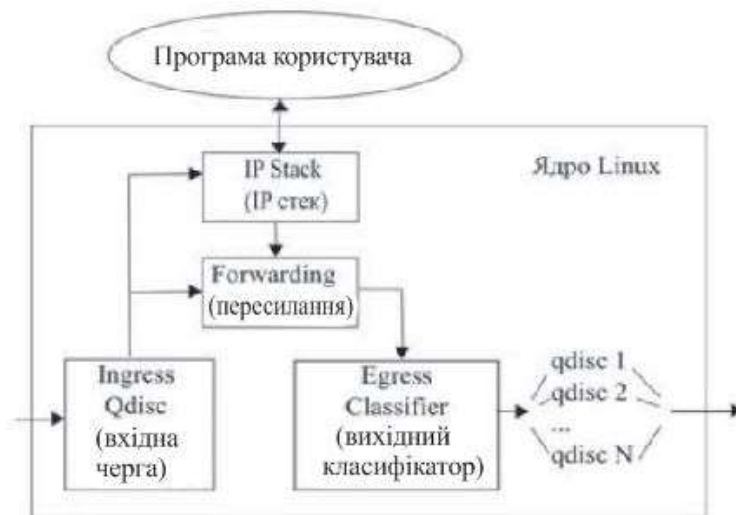 Програма користувача
Ядро Linux
IP Stack
(IP стек)
Forwarding
(пересилання)
Ingress
Qdisc
(вхідна
черга)
Egress
Classifier
(вихідний
класифікатор)
qdisc 1
qdisc 2
...
qdisc N